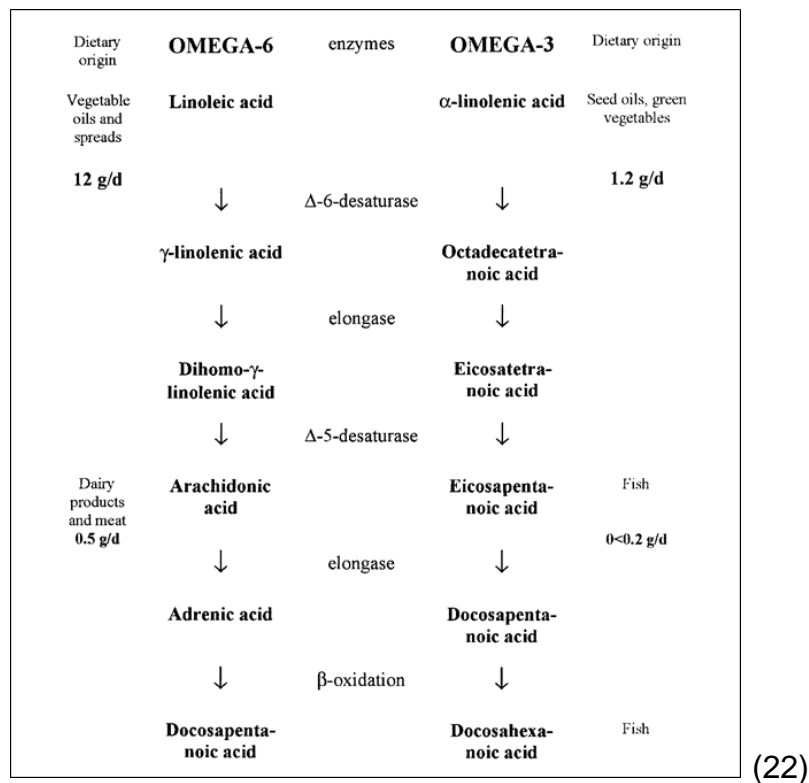 Dietary origin OMEGA-6 enzymes OMEGA-3 Dietary origin
Vegetable oils and spreads Linoleic acid α-linolenic acid Seed oils, green vegetables
12 g/d 1.2 g/d
↓ Δ-6-desaturase ↓
γ-linolenic acid Octadecatetra-noic acid
↓ elongase ↓
Dihomo-γ-linolenic acid Eicosatetra-noic acid
↓ Δ-5-desaturase ↓
Dairy products and meat Arachidonic acid Eicosapenta-noic acid Fish
0.5 g/d 0<0.2 g/d
↓ elongase ↓
Adrenic acid Docosapenta-noic acid
↓ β-oxidation ↓
Docosapenta-noic acid Docosahexa-noic acid Fish
(22)